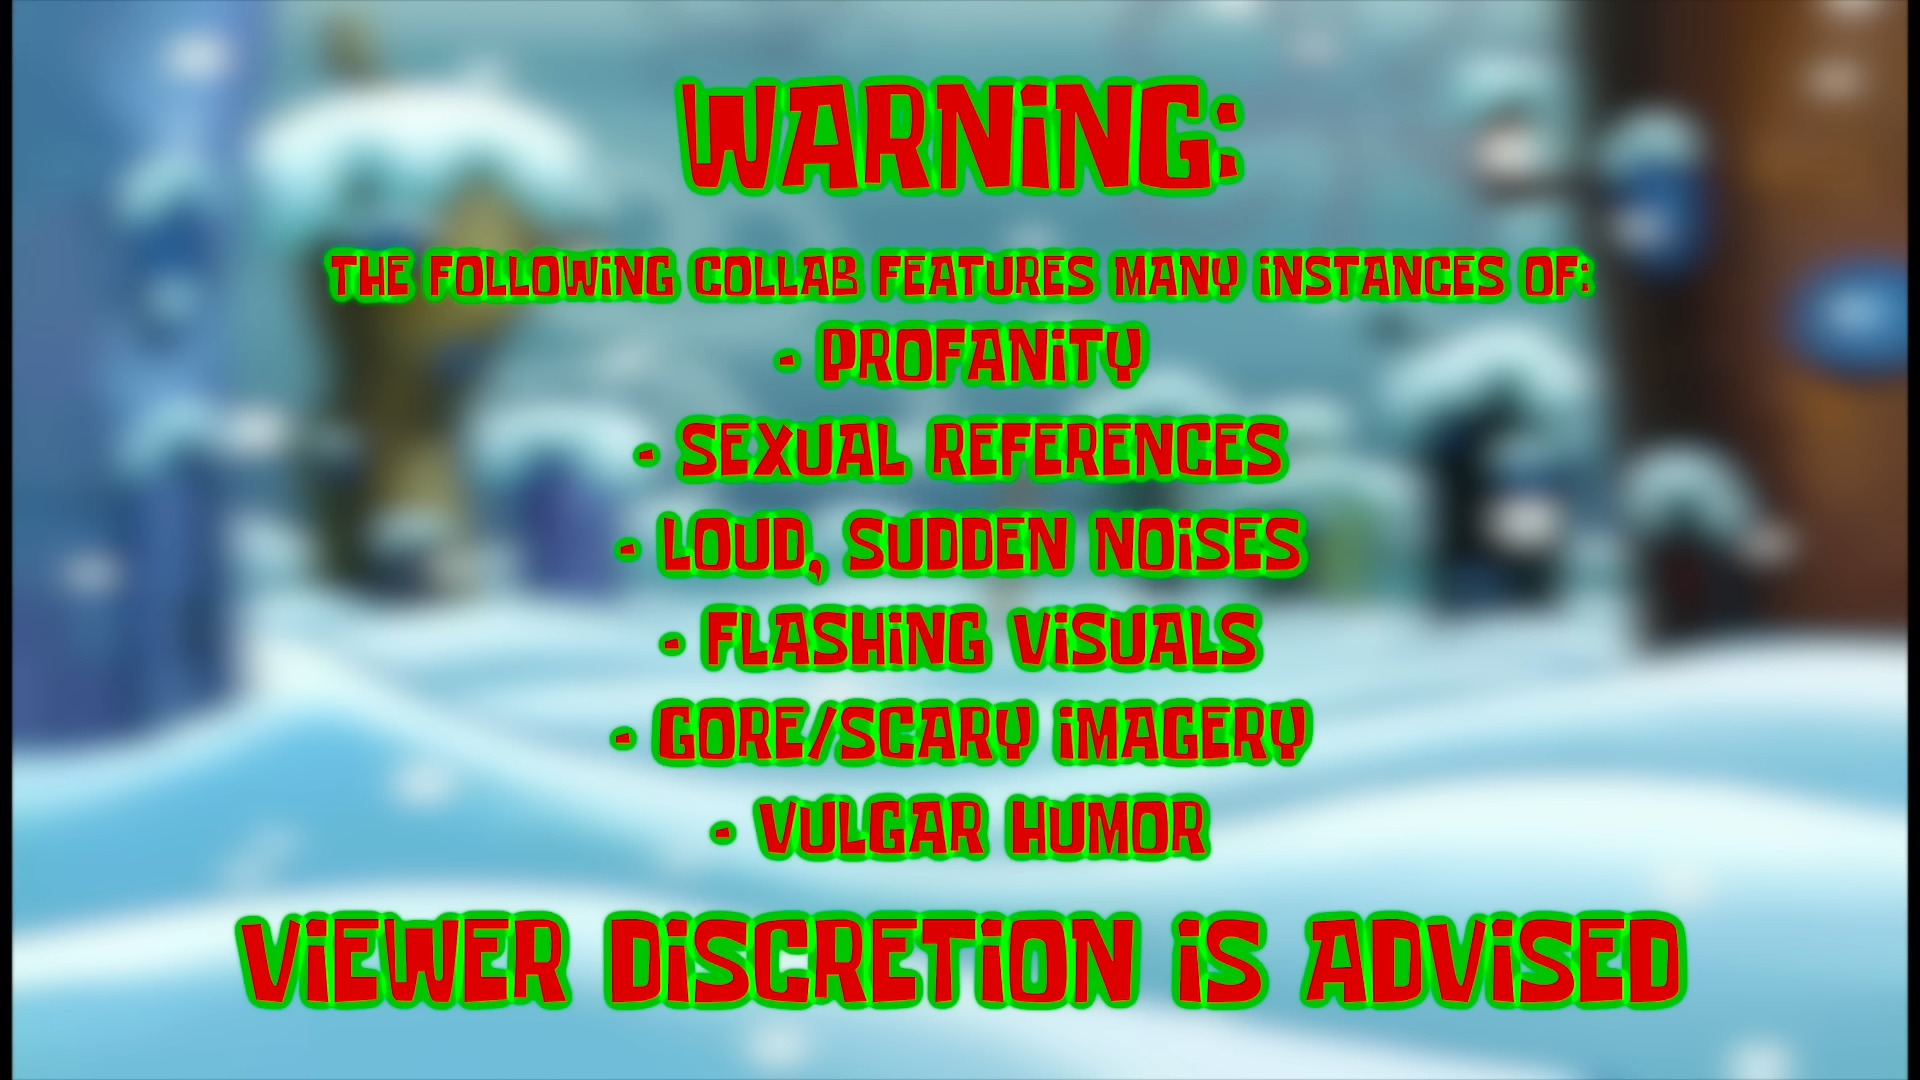 WARNiNG:
THE FOLLOWiNG COLLAB FEATURES MANY iNSTANCES OF:
- PROFANiTY
- SEXUAL REFERENCES
- LOUD, SUDDEN NOiSES
- FLASHiNG ViSUALS
- GORE/SCARY iMAGERY
- VULGAR HUMOR
ViEWER DiSCRETiON iS ADViSED